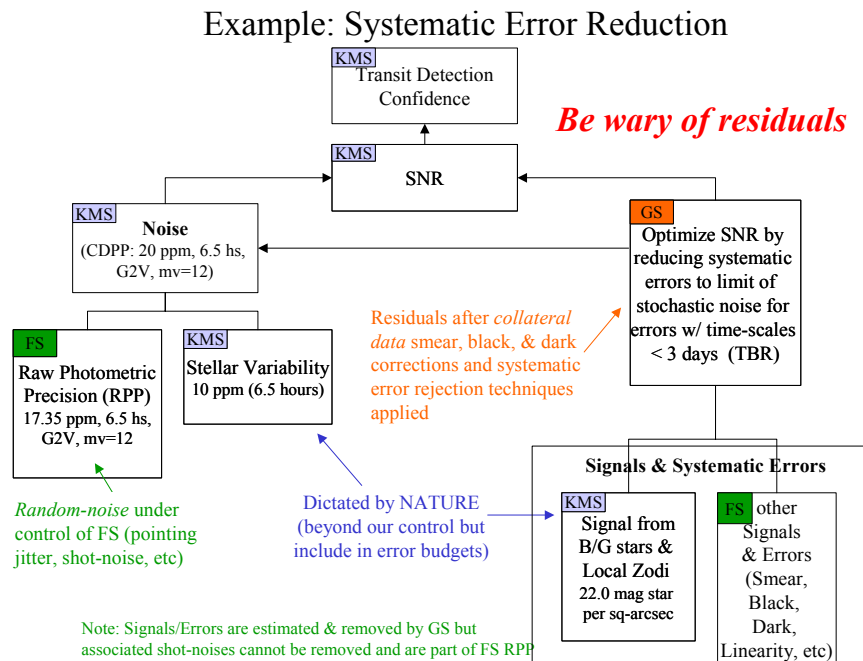 Example: Systematic Error Reduction
KMS
Transit Detection
Confidence
Be wary of residuals
KMS
SNR
KMS
Noise
(CDPP: 20 ppm, 6.5 hs,
G2V, mv=12)
GS
Optimize SNR by
reducing systematic
errors to limit of
stochastic noise for
errors w/ time-scales
< 3 days (TBR)
FS
Raw Photometric
Precision (RPP)
17.35 ppm, 6.5 hs,
G2V, mv=12
KMS
Stellar Variability
10 ppm (6.5 hours)
Residuals after collateral
data smear, black, & dark
corrections and systematic
error rejection techniques
applied
Random-noise under
control of FS (pointing
jitter, shot-noise, etc)
Dictated by NATURE
(beyond our control but
include in error budgets)
Signals & Systematic Errors
KMS
Signal from
B/G stars &
Local Zodi
22.0 mag star
per sq-arcsec
FS
other
Signals
& Errors
(Smear,
Black,
Dark,
Linearity, etc)
Note: Signals/Errors are estimated & removed by GS but
associated shot-noises cannot be removed and are part of FS RPP